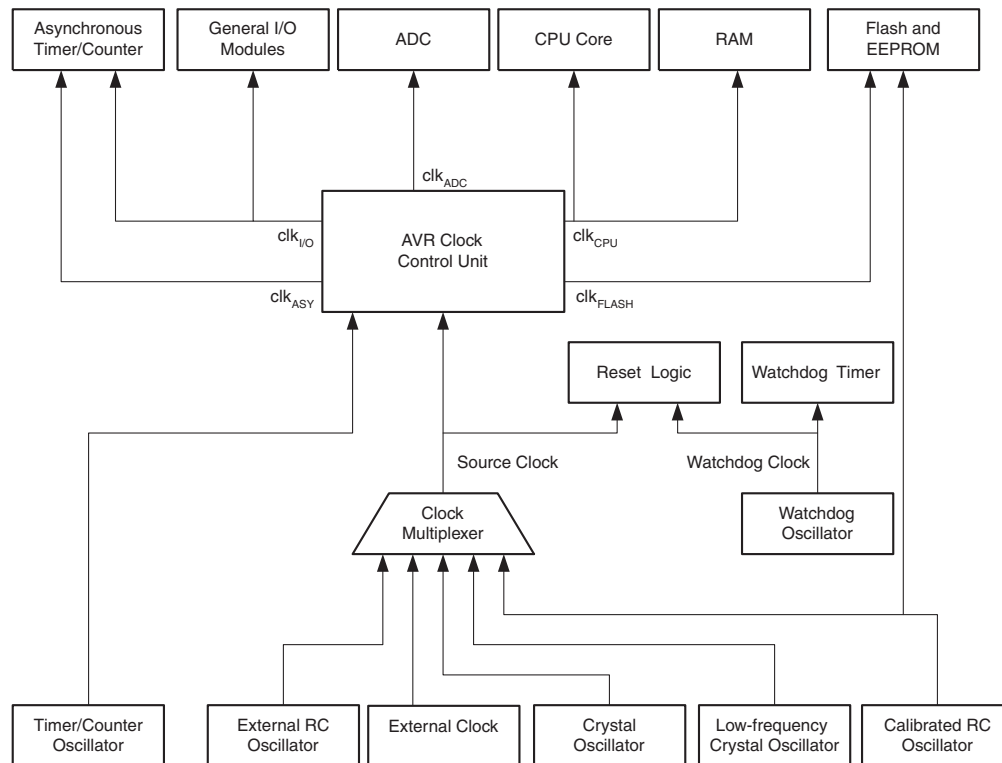 Asynchronous
Timer/Counter
General I/O
Modules
ADC
CPU Core
RAM
Flash and
EEPROM
clkADC
clkI/O
AVR Clock
Control Unit
clkCPU
clkASY
clkFLASH
Reset Logic
Watchdog Timer
Source Clock
Watchdog Clock
Clock
Multiplexer
Watchdog
Oscillator
Timer/Counter
Oscillator
External RC
Oscillator
External Clock
Crystal
Oscillator
Low-frequency
Crystal Oscillator
Calibrated RC
Oscillator